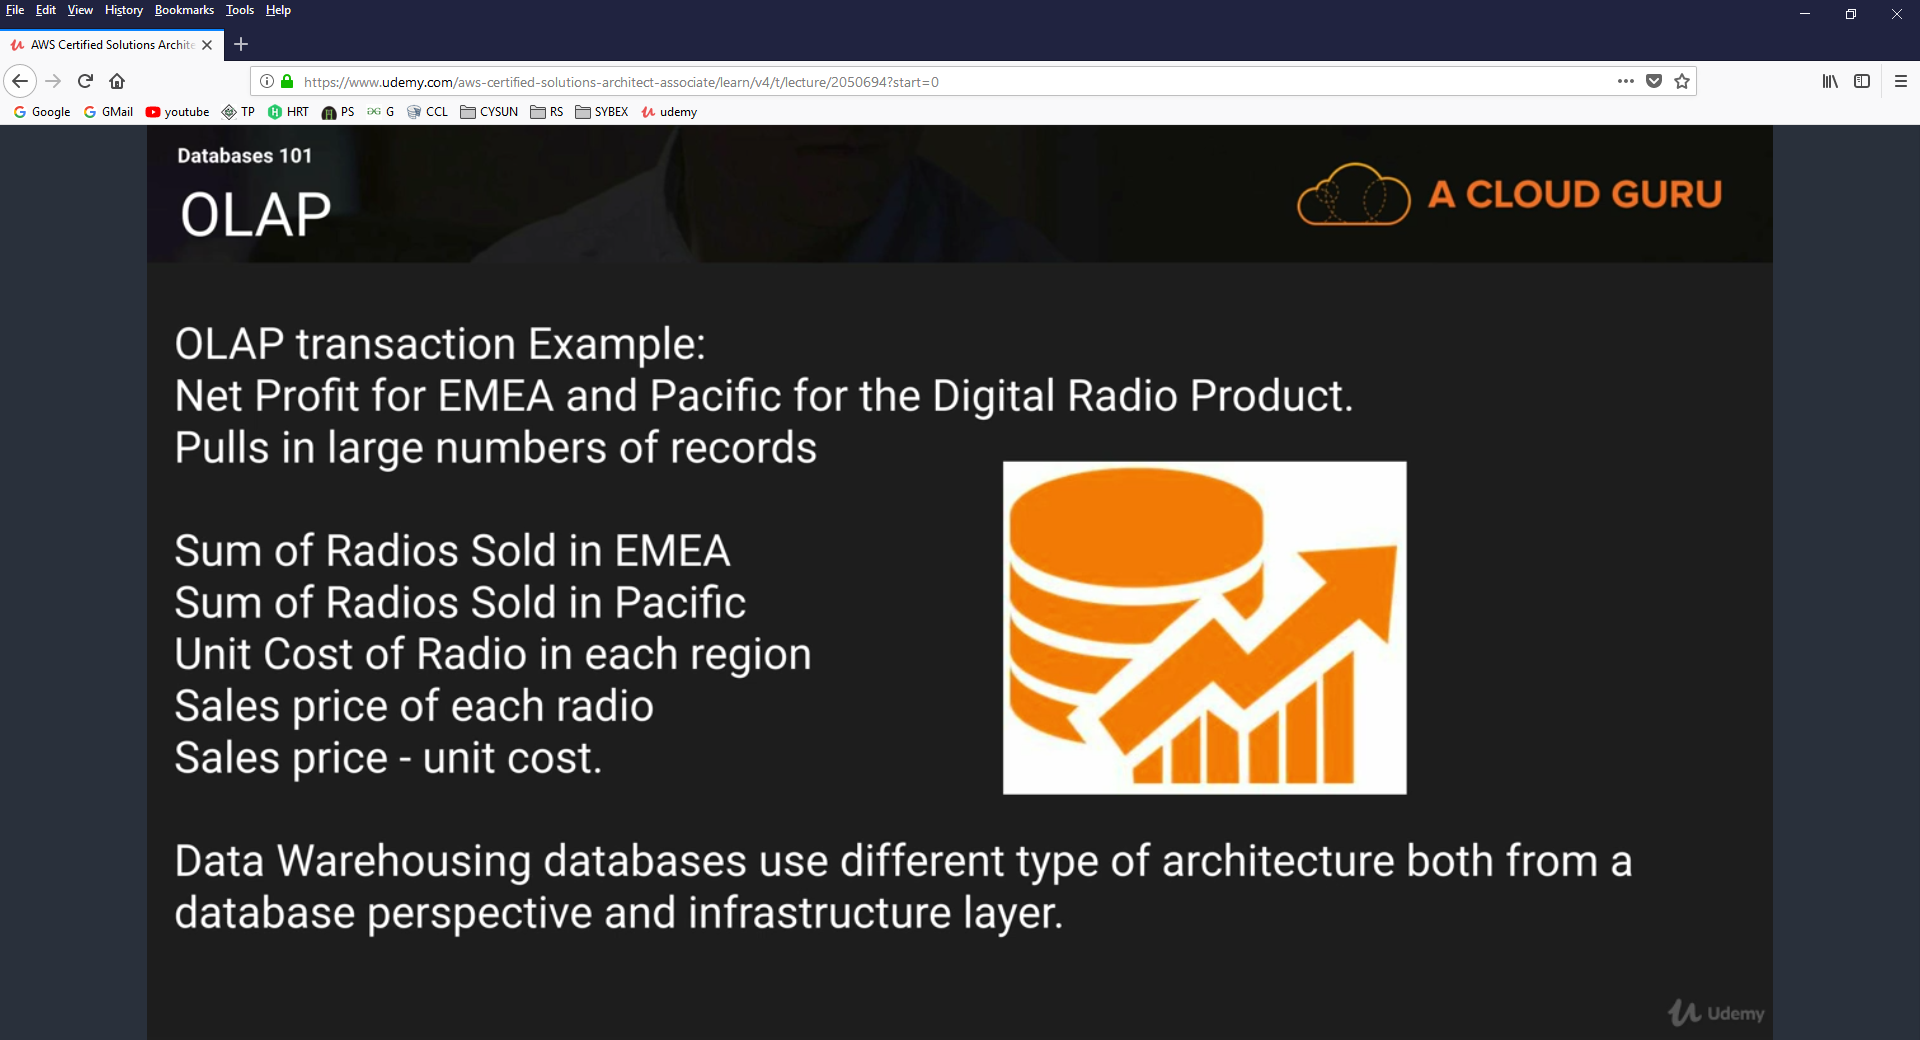 File Edit View History Bookmarks Tools Help
AWS Certified Solutions Archite
https://www.udemy.com/aws-certified-solutions-architect-associate/learn/v4/t/lecture/2050694?start=0
Google GMail youtube TP HRT PS G CCL CYSUN RS SYBEX udemy
Databases 101
OLAP
A CLOUD GURU
OLAP transaction Example:
Net Profit for EMEA and Pacific for the Digital Radio Product.
Pulls in large numbers of records
Sum of Radios Sold in EMEA
Sum of Radios Sold in Pacific
Unit Cost of Radio in each region
Sales price of each radio
Sales price - unit cost.
Data Warehousing databases use different type of architecture both from a
database perspective and infrastructure layer.
Udemy